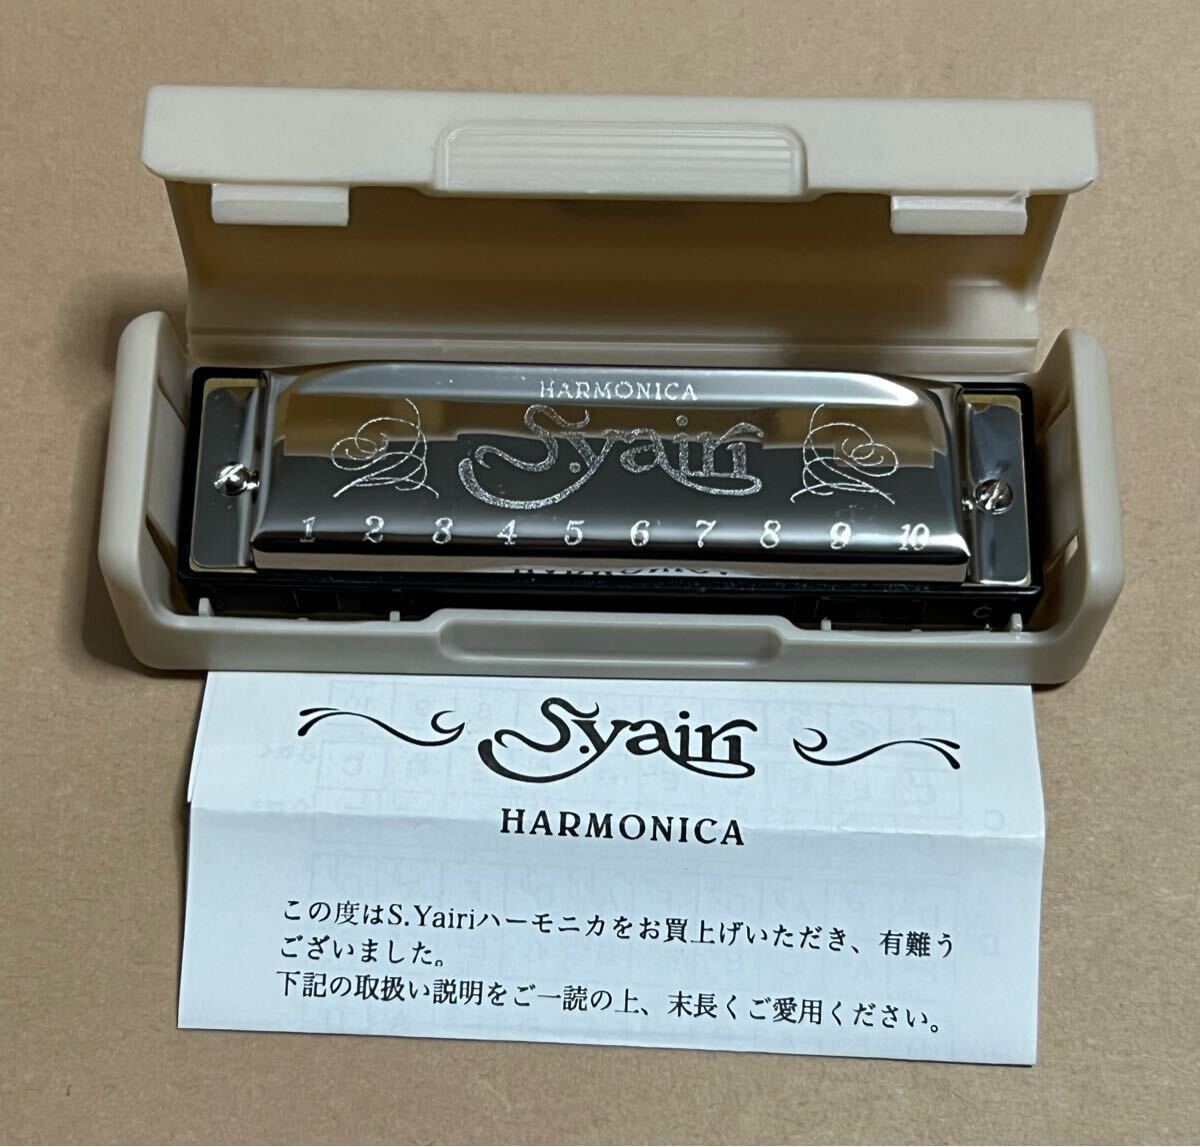 HARMONICA
S.yairi
1 2 3 4 5 6 7 8 9 10
C
S.yairi
HARMONICA
この度はS.Yairiハーモニカをお買上げいただき、有難う
ございました。
下記の取扱い説明をご一読の上、末長くご愛用ください。